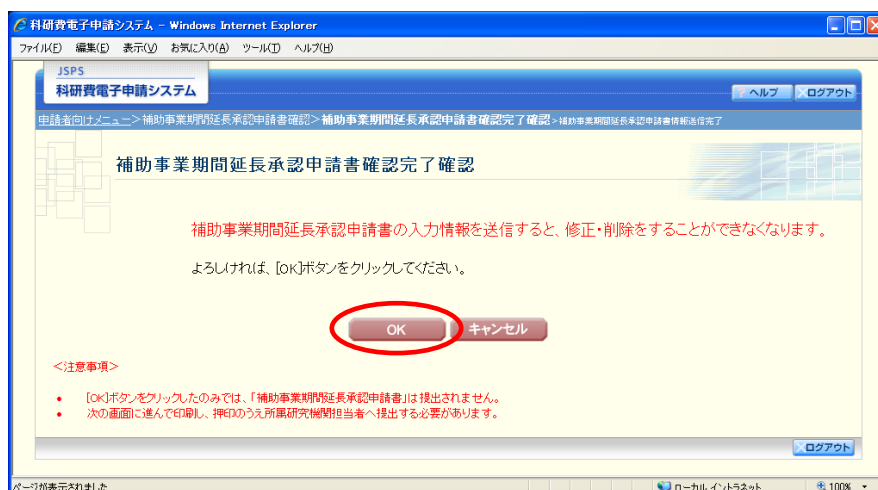 科研費電子申請システム - Windows Internet Explorer
ファイル(F) 編集(E) 表示(V) お気に入り(A) ツール(T) ヘルプ(H)
JSPS
科研費電子申請システム
? ヘルプ ×ログアウト
申請者向けメニュー>補助事業期間延長承認申請書確認>補助事業期間延長承認申請書確認完了確認>補助事業期間延長承認申請書情報送信完了
補助事業期間延長承認申請書確認完了確認
補助事業期間延長承認申請書の入力情報を送信すると、修正・削除をすることができなくなります。
よろしければ、[OK]ボタンをクリックしてください。
OK キャンセル
<注意事項>
• [OK]ボタンをクリックしたのみでは、「補助事業期間延長承認申請書」は提出されません。
• 次の画面に進んで印刷し、押印のうえ所属研究機関担当者へ提出する必要があります。
×ログアウト
ページが表示されました ローカル イントラネット 100%